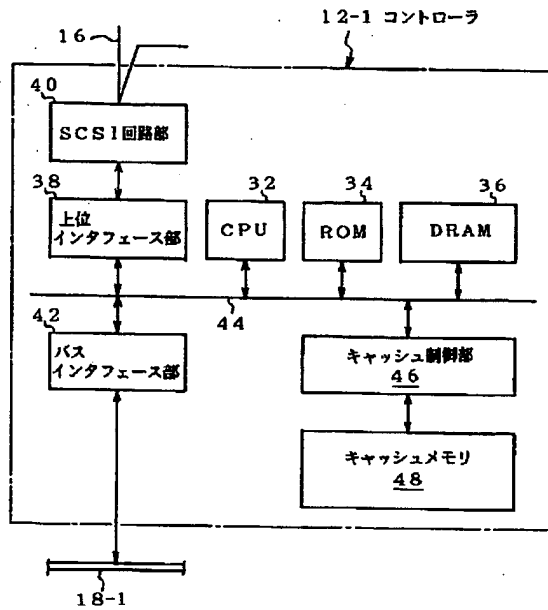 16
12-1 コントローラ
40
SCSI回路部
38
上位
インタフェース部
32
CPU
34
ROM
36
DRAM
44
42
バス
インタフェース部
キャッシュ制御部
46
キャッシュメモリ
48
18-1